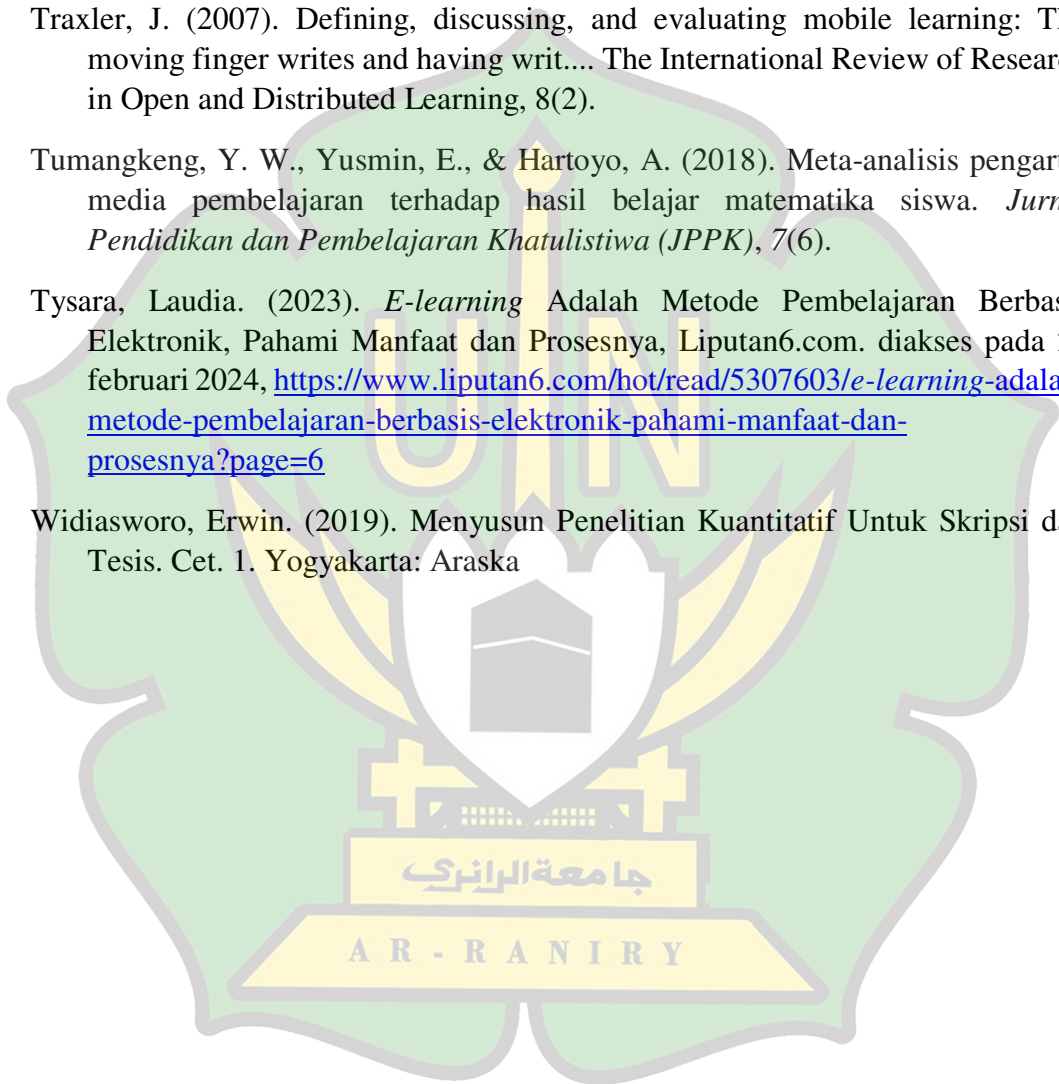 Traxler, J. (2007). Defining, discussing, and evaluating mobile learning: Th
moving finger writes and having writ.... The International Review of Resear
in Open and Distributed Learning, 8(2).
Tumangkeng, Y. W., Yusmin, E., & Hartoyo, A. (2018). Meta-analisis pengaru
media pembelajaran terhadap hasil belajar matematika siswa. Jurn
Pendidikan dan Pembelajaran Khatulistiwa (JPPK), 7(6).
Tysara, Laudia. (2023). E-learning Adalah Metode Pembelajaran Berbas
Elektronik, Pahami Manfaat dan Prosesnya, Liputan6.com. diakses pada
februari 2024, https://www.liputan6.com/hot/read/5307603/e-learning-adala
metode-pembelajaran-berbasis-elektronik-pahami-manfaat-dan-
prosesnya?page=6
Widiasworo, Erwin. (2019). Menyusun Penelitian Kuantitatif Untuk Skripsi da
Tesis. Cet. 1. Yogyakarta: Araska
UIN
جامعة الرانري
AR-RANIRY